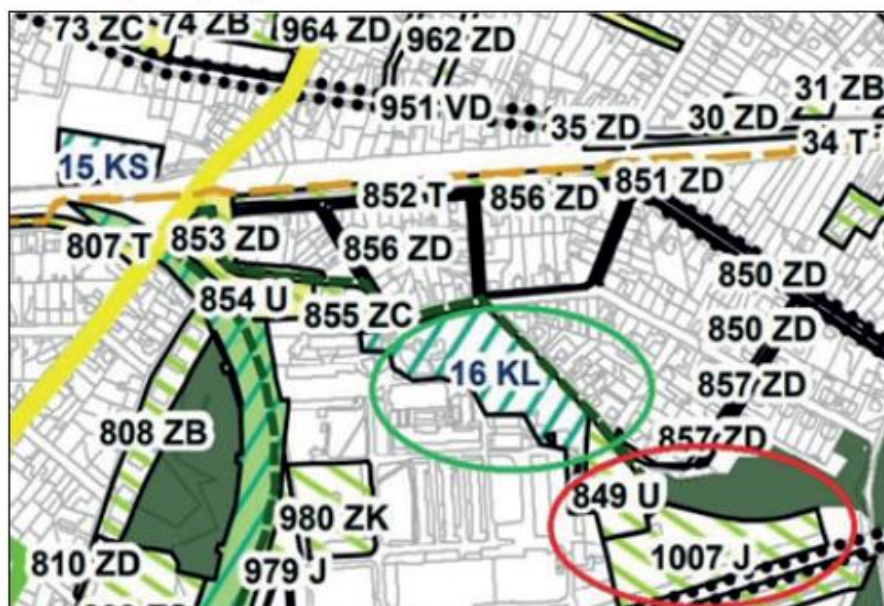 73 ZC
74 ZB
964 ZD
962 ZD
951 VD
31 ZB
30 ZD
35 ZD
34 T
15 KS
852 T
856 ZD
851 ZD
807 T
853 ZD
856 ZD
850 ZD
854 U
855 ZC
850 ZD
16 KL
857 ZD
808 ZB
857 ZD
849 U
980 ZK
1007 J
810 ZD
979 J